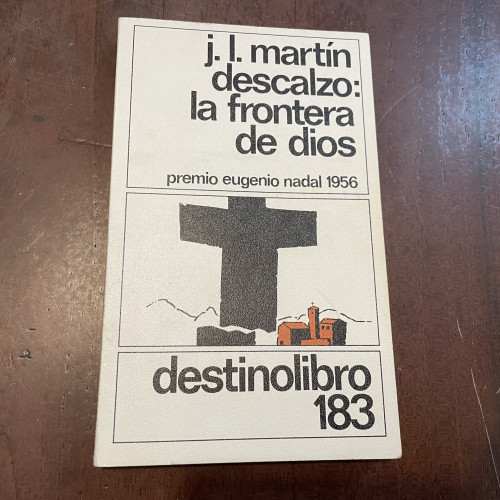 j. l. martín
descalzo:
la frontera
de dios
premio eugenio nadal 1956
destinolibro
183